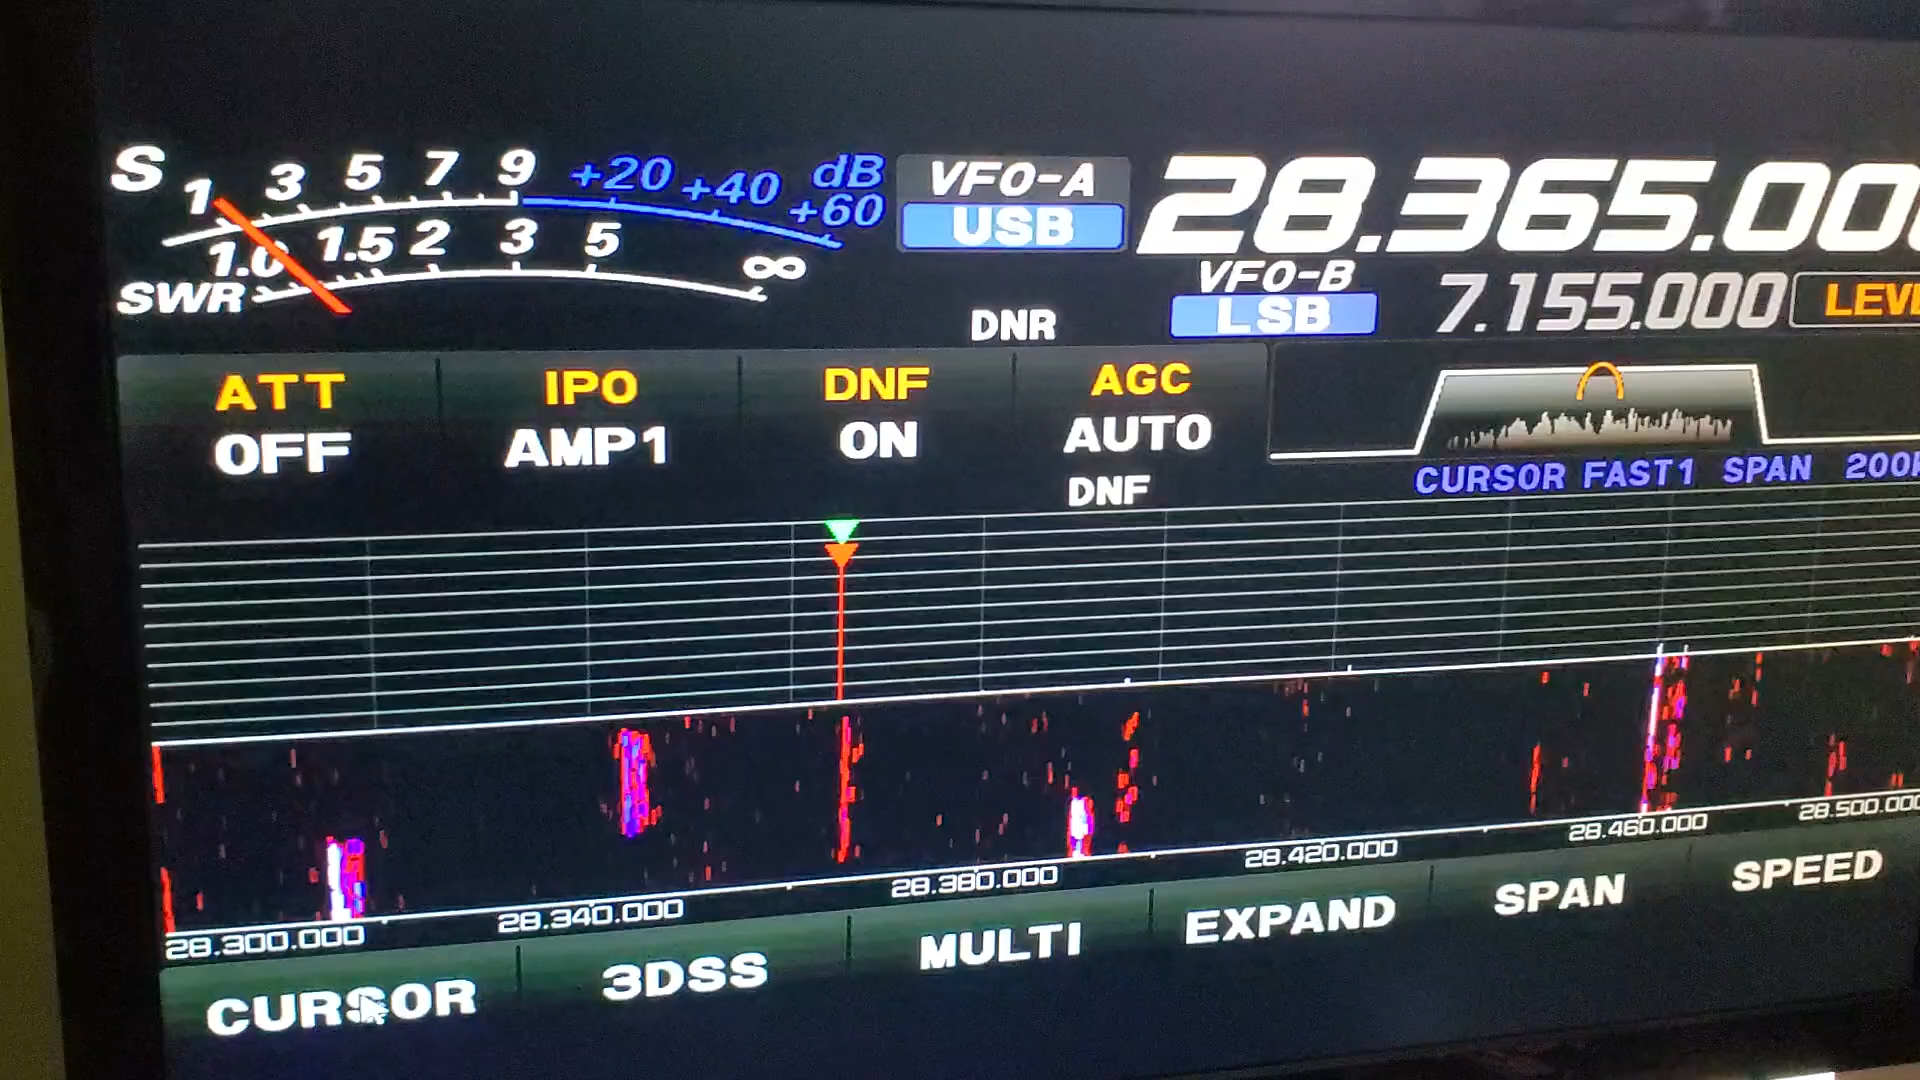 S 1 3 5 7 9 +20 +40 +60 dB
SWR 1.0 1.5 2 3 5 ∞
VFO-A 28.365.00
USB
VFO-B 7.155.000
LSB
DNR
ATT IPO DNF AGC
OFF AMP1 ON AUTO
DNF
CURSOR FAST1 SPAN
28.300.000 28.340.000 28.380.000 28.420.000 28.460.000 28.500.000
CURSOR 3DSS MULTI EXPAND SPAN SPEED